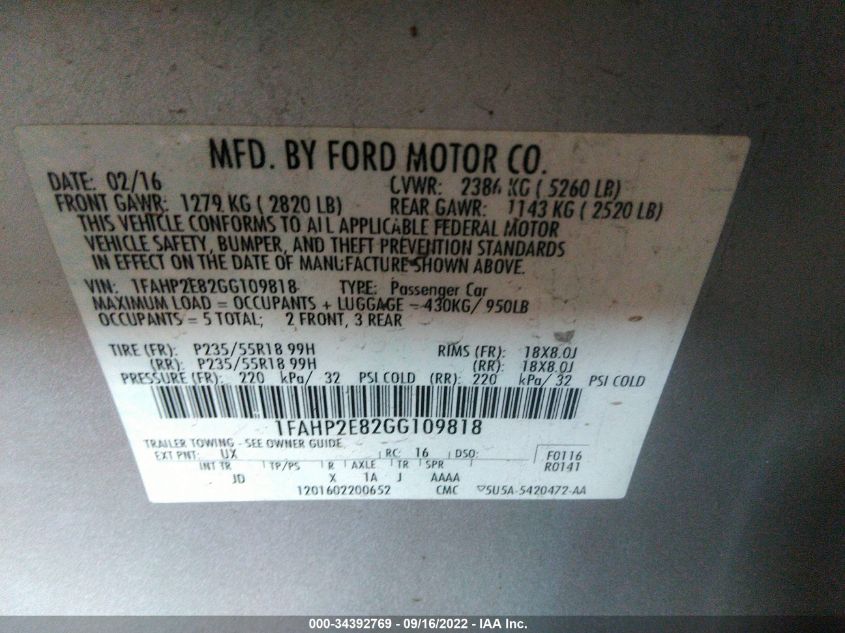 MFD. BY FORD MOTOR CO.
DATE: 02/16 GVWR: 2386 KG ( 5260 LB)
FRONT GAWR: 1279 KG ( 2820 LB) REAR GAWR: 1143 KG ( 2520 LB)
THIS VEHICLE CONFORMS TO ALL APPLICABLE FEDERAL MOTOR
VEHICLE SAFETY, BUMPER, AND THEFT PREVENTION STANDARDS
IN EFFECT ON THE DATE OF MANUFACTURE SHOWN ABOVE.
VIN: 1FAHP2E82GG109818 TYPE: Passenger Car
MAXIMUM LOAD = OCCUPANTS + LUGGAGE = 430KG/ 950LB
OCCUPANTS = 5 TOTAL; 2 FRONT, 3 REAR
TIRE (FR): P235/55R18 99H RIMS (FR): 18X8.0J
(RR): P235/55R18 99H (RR): 18X8.0J
PRESSURE (FR): 220 kPa/ 32 PSI COLD (RR): 220 kPa/ 32 PSI COLD
1FAHP2E82GG109818
TRAILER TOWING - SEE OWNER GUIDE
EXT PNT: UX RC: 16 DSO: F0116
INT TR TP/PS R AXLE TR SPR R0141
JD X 1A J AAAA
1201602200652 CMC 5U5A-5420472-AA
000-34392769 - 09/16/2022 - IAA Inc.